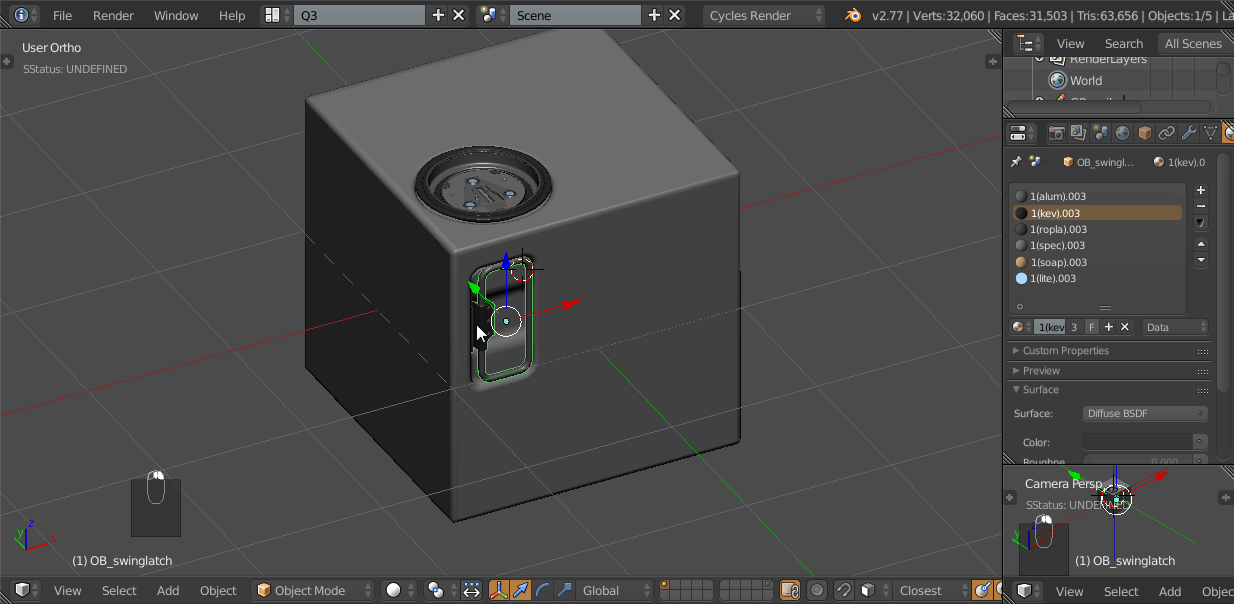 File Render Window Help Q3 Scene Cycles Render v2.77 | Verts:32,060 | Faces:31,503 | Tris:63,656 | Objects:1/5 | La
User Ortho
SStatus: UNDEFINED
View Search All Scenes
RenderLayers
World
OB_swingl... 1(kev).0
1(alum).003
1(kev).003
1(ropla).003
1(spec).003
1(soap).003
1(lite).003
1(kev 3 F Data
Custom Properties
Preview
Surface
Surface: Diffuse BSDF
Color:
Roughne 0.000
Camera Persp
SStatus: UNDEFINED
(1) OB_swinglatch
z
y
x
(1) OB_swinglatch
View Select Add Object Object Mode Global Closest
View Select Add Objec